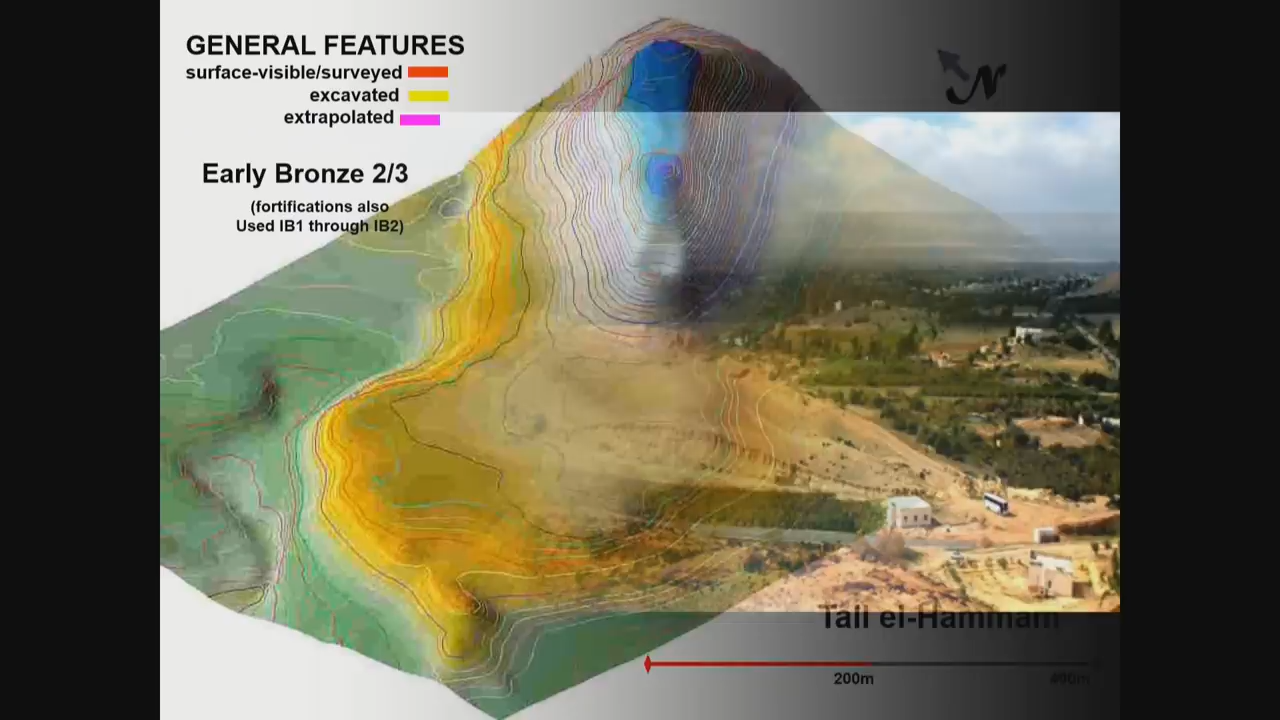 GENERAL FEATURES
surface-visible/surveyed
excavated
extrapolated
Early Bronze 2/3
(fortifications also
Used IB1 through IB2)
N
Tall el-Hammam
200m
400m